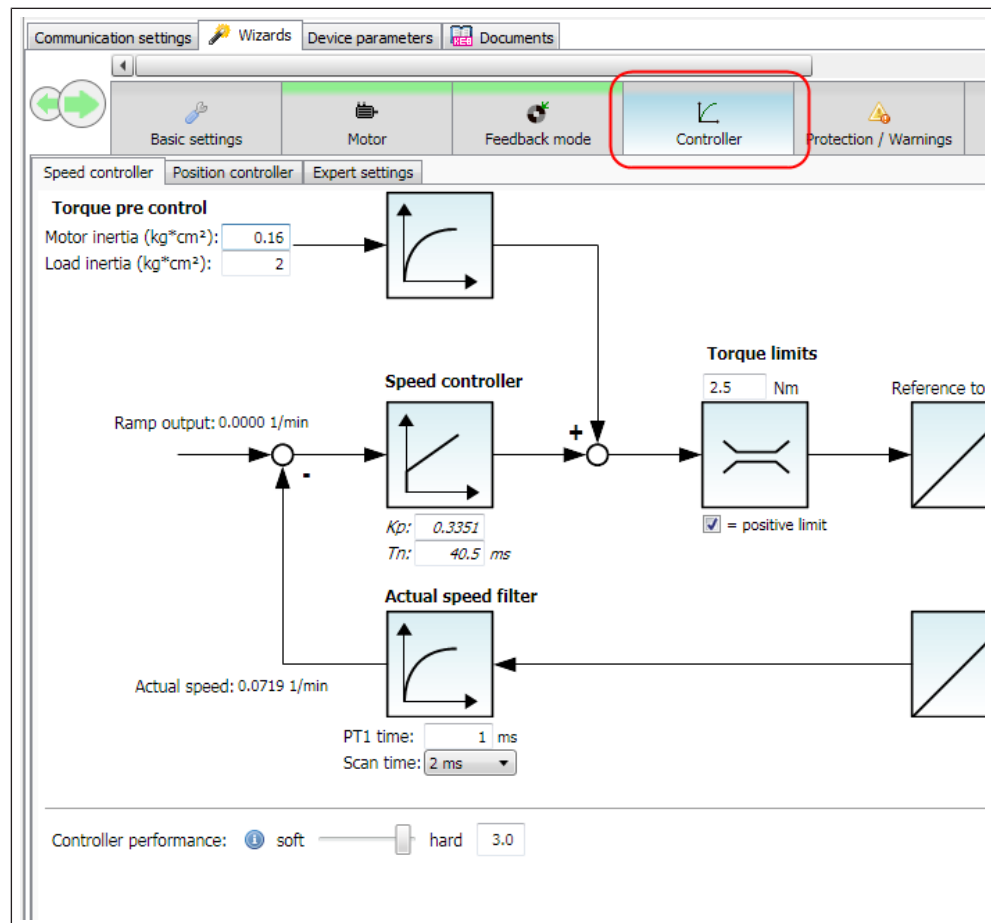 Communication settings Wizards Device parameters Documents
Basic settings Motor Feedback mode Controller Protection / Warnings
Speed controller Position controller Expert settings
Torque pre control
Motor inertia (kg*cm²): 0.16
Load inertia (kg*cm²): 2
Torque limits
2.5 Nm Reference to
Speed controller
Ramp output: 0.0000 1/min
+
-
Kp: 0.3351
Tn: 40.5 ms
= positive limit
Actual speed filter
Actual speed: 0.0719 1/min
PT1 time: 1 ms
Scan time: 2 ms
Controller performance: i soft hard 3.0